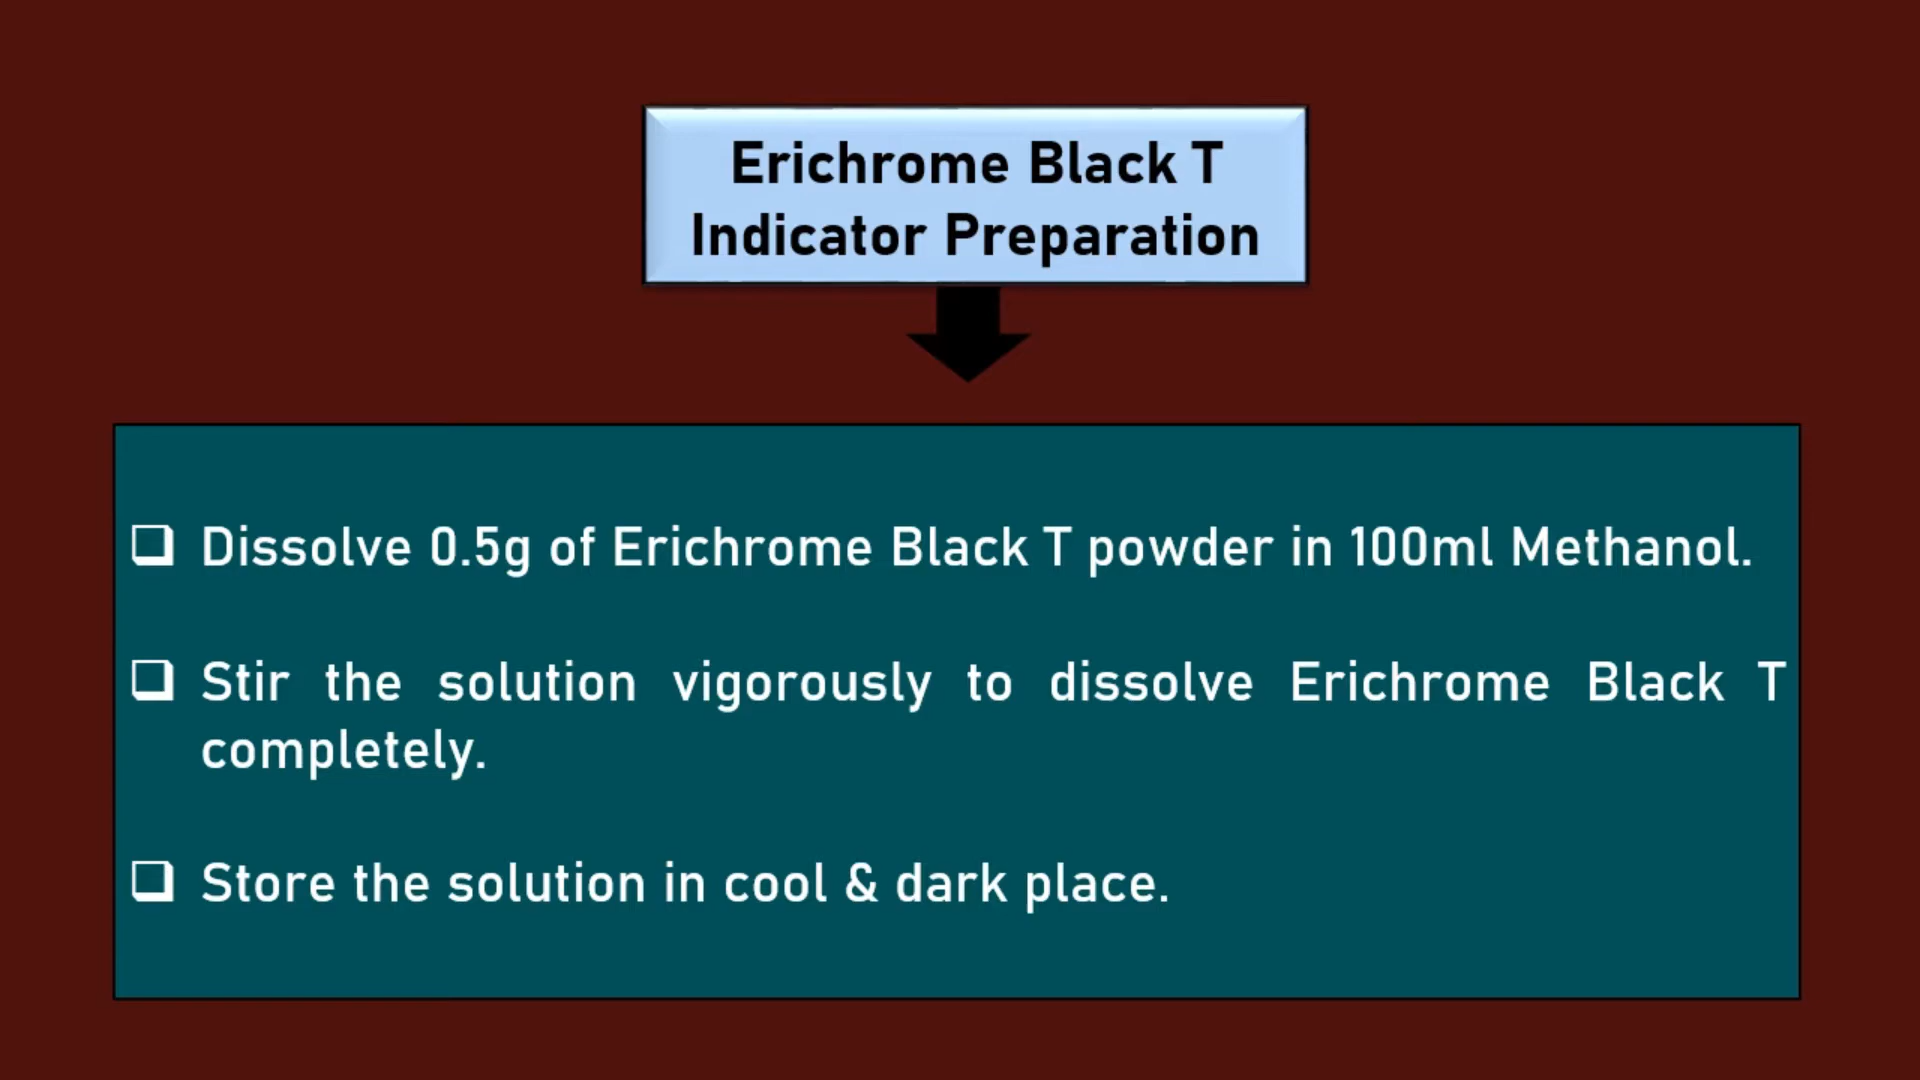 Erichrome Black T
Indicator Preparation
Dissolve 0.5g of Erichrome Black T powder in 100ml Methanol.
Stir the solution vigorously to dissolve Erichrome Black T
completely.
Store the solution in cool & dark place.